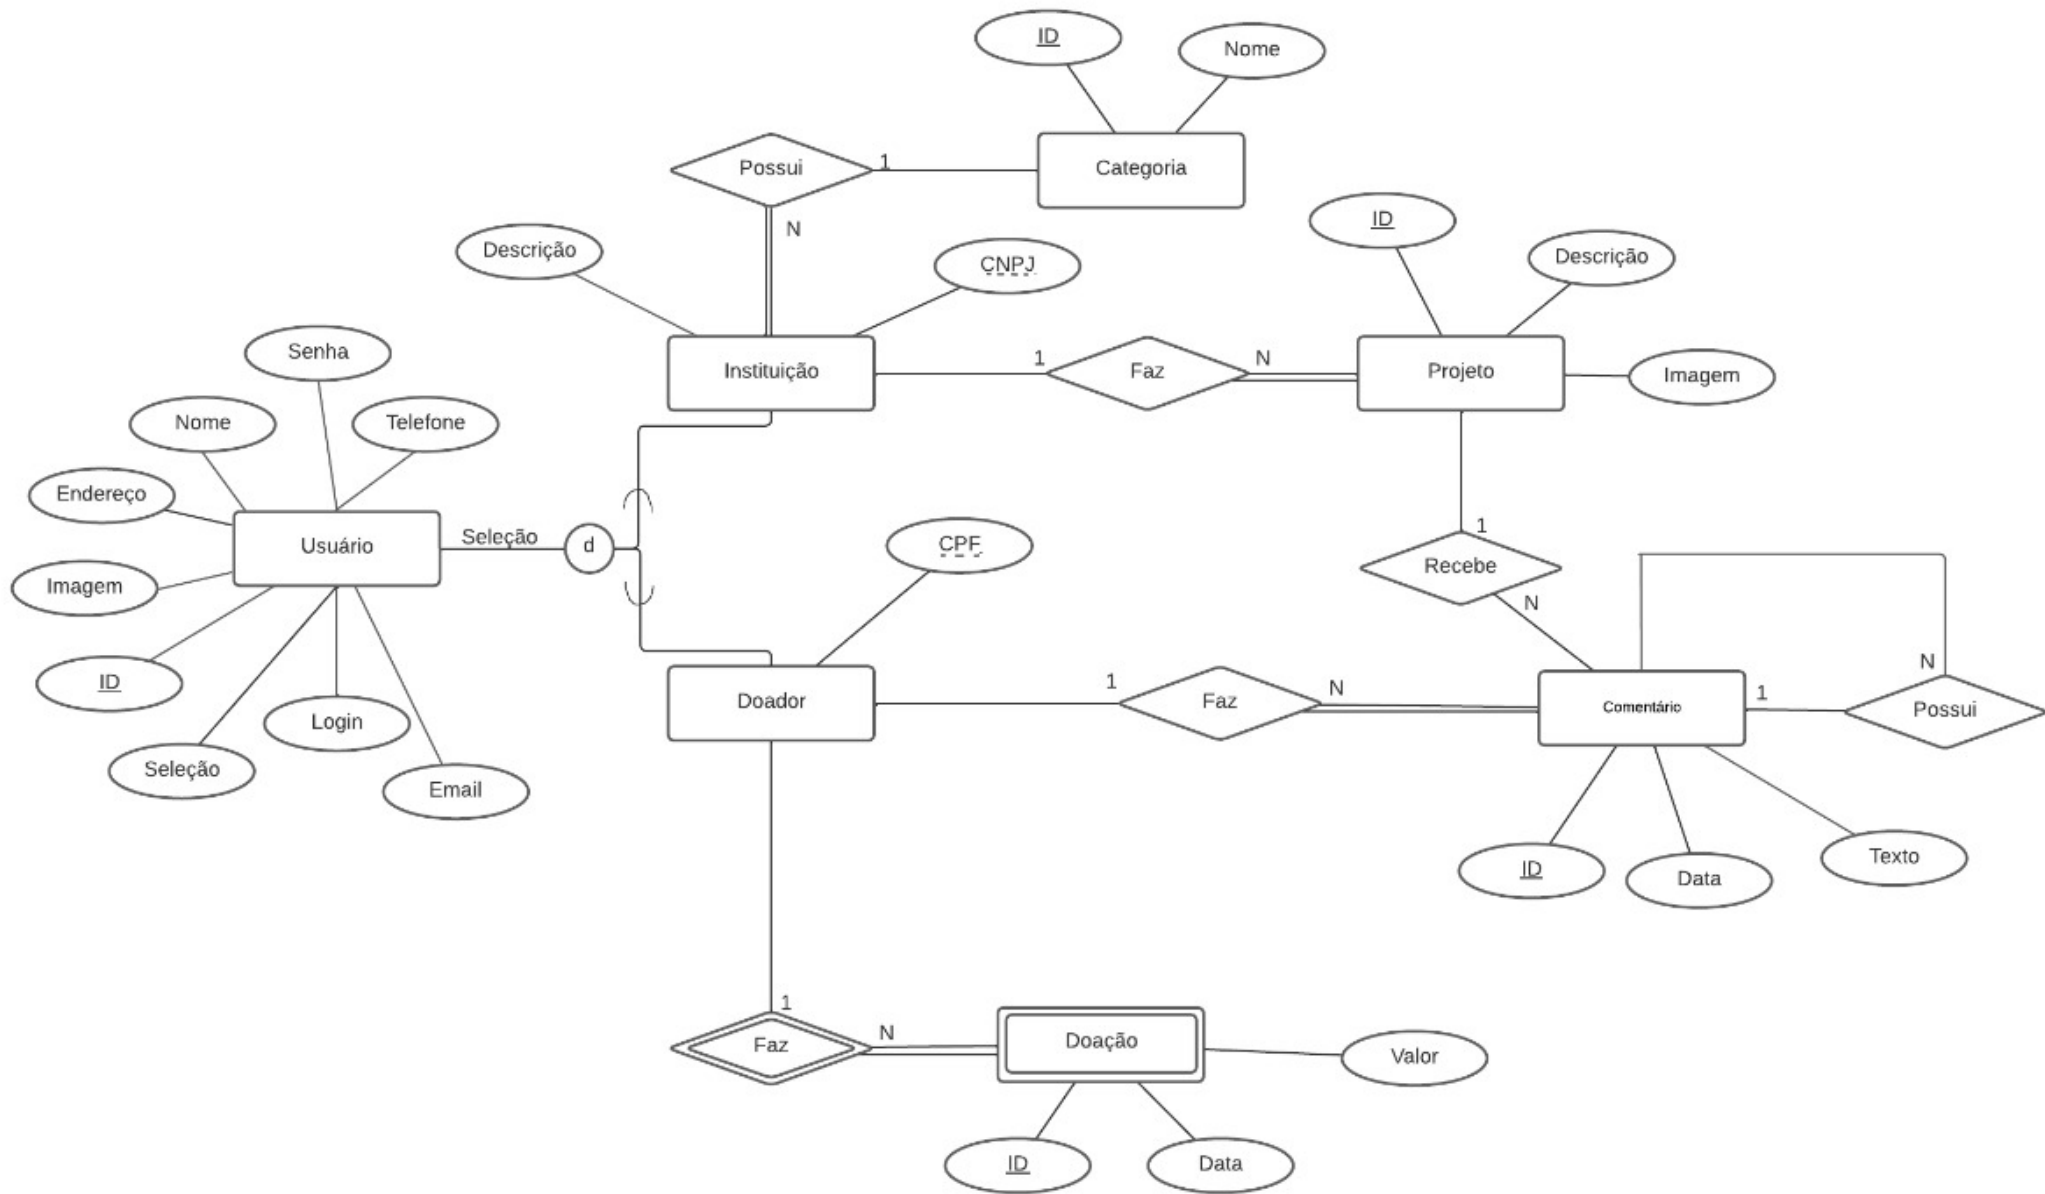 ID
Nome
Possui
1
Categoria
N
Descrição
CNPJ
ID
Descrição
Senha
Instituição
1
Faz
N
Projeto
Imagem
Nome
Telefone
Endereço
Usuário
Seleção
d
CPF
1
Recebe
N
Imagem
ID
Login
Seleção
Email
Doador
1
Faz
N
Comentário
1
N
Possui
ID
Data
Texto
1
Faz
N
Doação
Valor
ID
Data